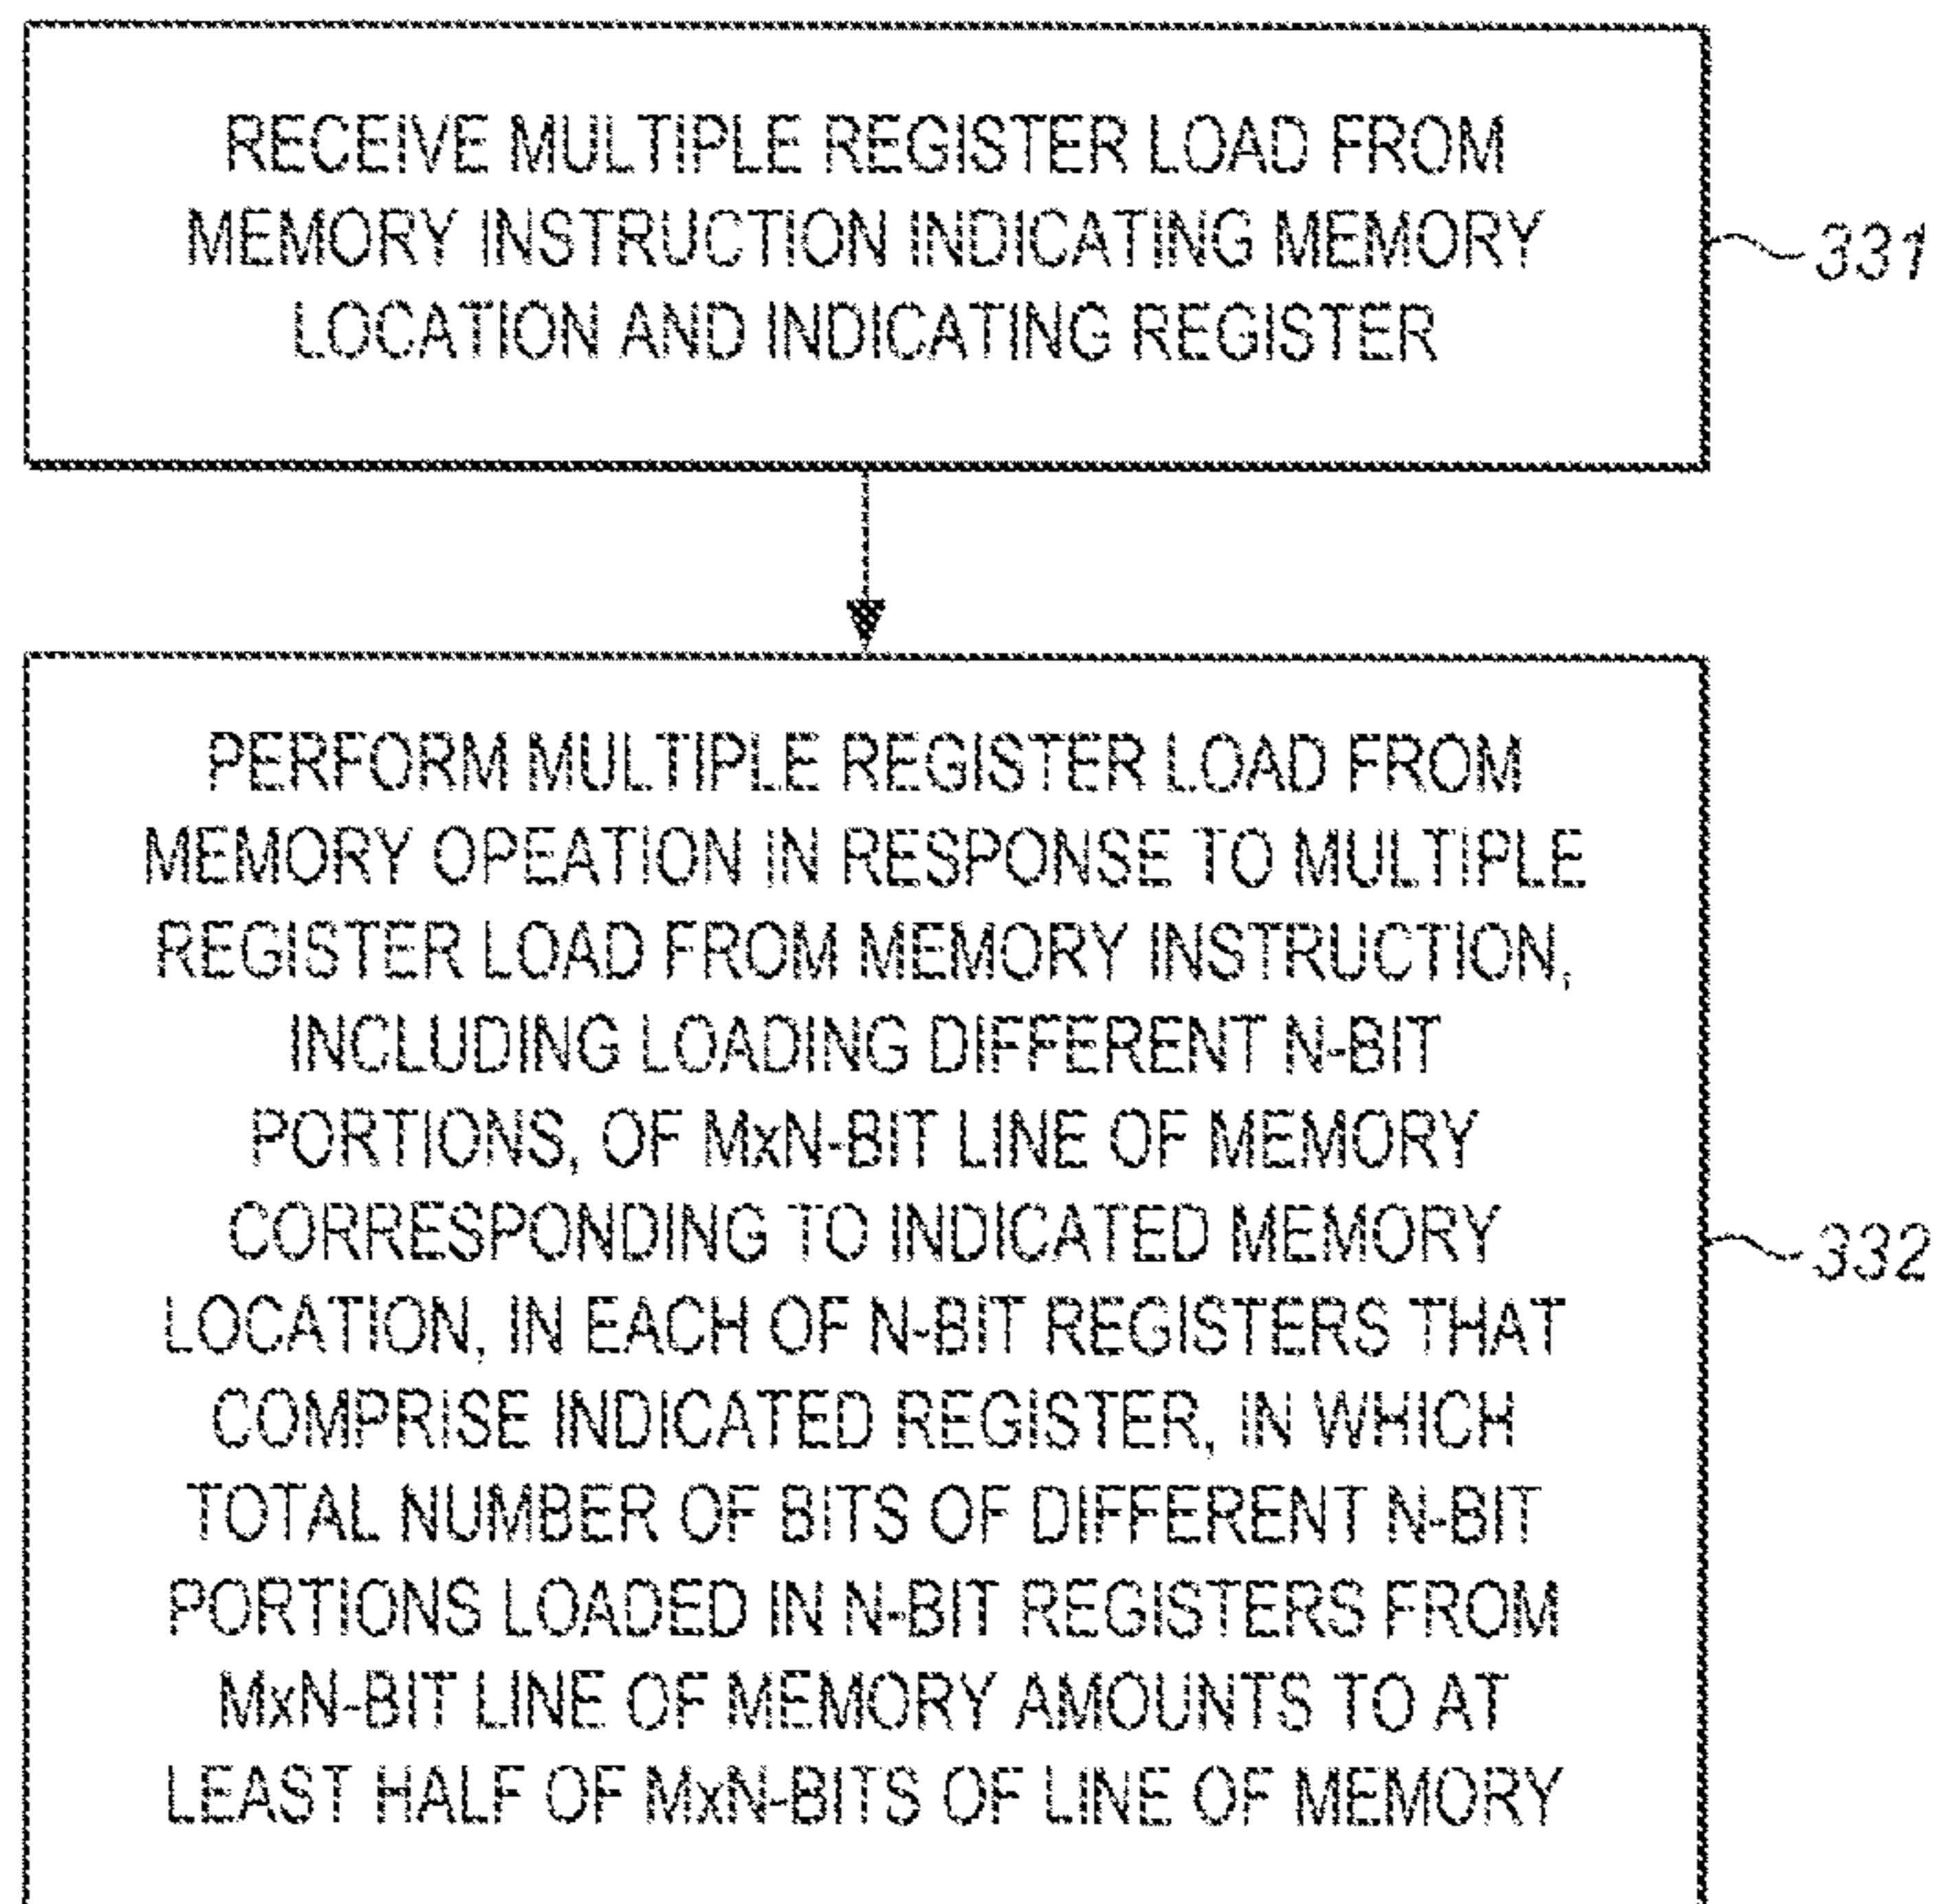 RECEIVE MULTIPLE REGISTER LOAD FROM
MEMORY INSTRUCTION INDICATING MEMORY
LOCATION AND INDICATING REGISTER
331
PERFORM MULTIPLE REGISTER LOAD FROM
MEMORY OPEATION IN RESPONSE TO MULTIPLE
REGISTER LOAD FROM MEMORY INSTRUCTION,
INCLUDING LOADING DIFFERENT N-BIT
PORTIONS, OF MxN-BIT LINE OF MEMORY
CORRESPONDING TO INDICATED MEMORY
LOCATION, IN EACH OF N-BIT REGISTERS THAT
COMPRISE INDICATED REGISTER, IN WHICH
TOTAL NUMBER OF BITS OF DIFFERENT N-BIT
PORTIONS LOADED IN N-BIT REGISTERS FROM
MxN-BIT LINE OF MEMORY AMOUNTS TO AT
LEAST HALF OF MxN-BITS OF LINE OF MEMORY
332